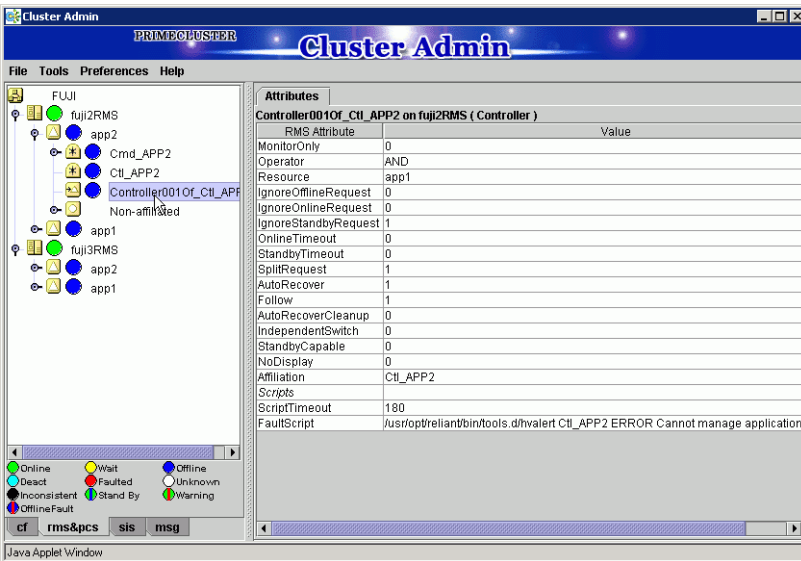 Cluster Admin
PRIMECLUSTER
Cluster Admin
File Tools Preferences Help
FUJI
fuji2RMS
app2
Cmd_APP2
Ctl_APP2
Controller001Of_Ctl_APP
Non-affiliated
app1
fuji3RMS
app2
app1
Online Wait Offline
Deact Faulted Unknown
Inconsistent Stand By Warning
OfflineFault
cf rms&pcs sis msg
Attributes
Controller001Of_Ctl_APP2 on fuji2RMS ( Controller )
RMS Attribute Value
MonitorOnly 0
Operator AND
Resource app1
IgnoreOfflineRequest 0
IgnoreOnlineRequest 0
IgnoreStandbyRequest 1
OnlineTimeout 0
StandbyTimeout 0
SplitRequest 1
AutoRecover 1
Follow 1
AutoRecoverCleanup 0
IndependentSwitch 0
StandbyCapable 0
NoDisplay 0
Affiliation Ctl_APP2
Scripts
ScriptTimeout 180
FaultScript /usr/opt/reliant/bin/tools.d/hvalert Ctl_APP2 ERROR Cannot manage application
Java Applet Window